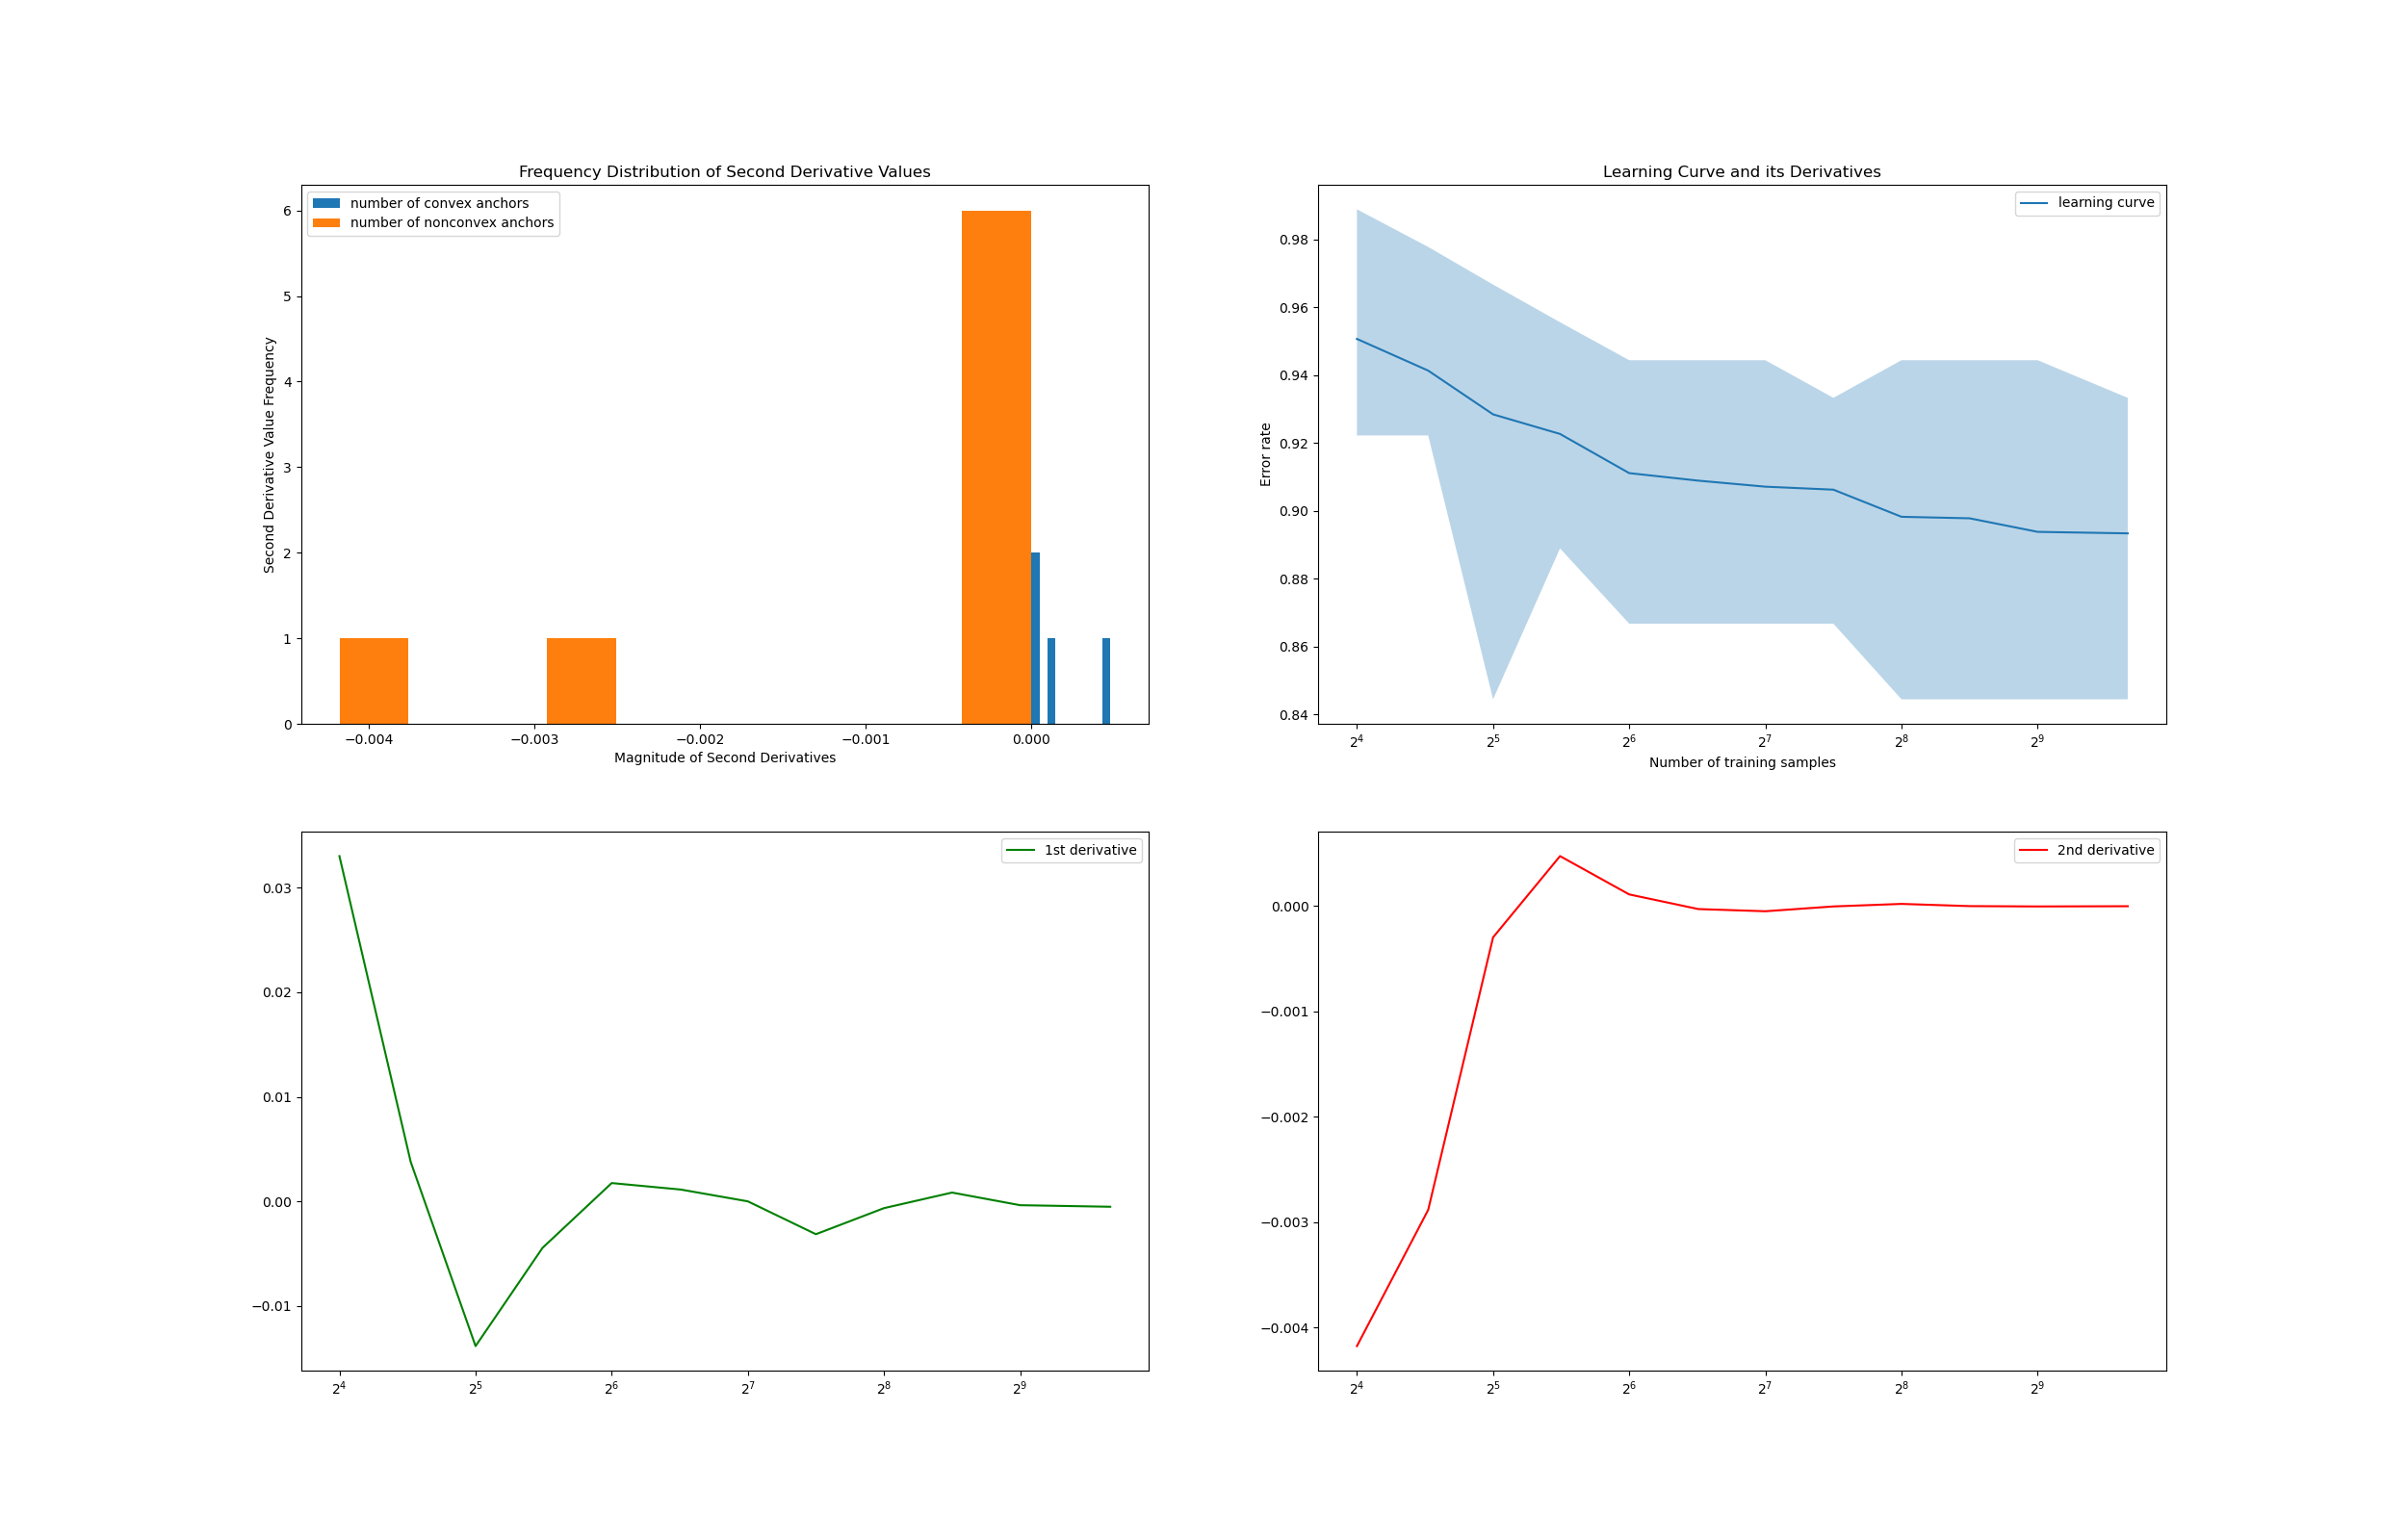 Frequency Distribution of Second Derivative Values
number of convex anchors
number of nonconvex anchors
6
5
4
3
2
1
0
Second Derivative Value Frequency
−0.004 −0.003 −0.002 −0.001 0.000
Magnitude of Second Derivatives
Learning Curve and its Derivatives
learning curve
0.98
0.96
0.94
0.92
0.90
0.88
0.86
0.84
Error rate
2⁴ 2⁵ 2⁶ 2⁷ 2⁸ 2⁹
Number of training samples
1st derivative
0.03
0.02
0.01
0.00
−0.01
2⁴ 2⁵ 2⁶ 2⁷ 2⁸ 2⁹
2nd derivative
0.000
−0.001
−0.002
−0.003
−0.004
2⁴ 2⁵ 2⁶ 2⁷ 2⁸ 2⁹